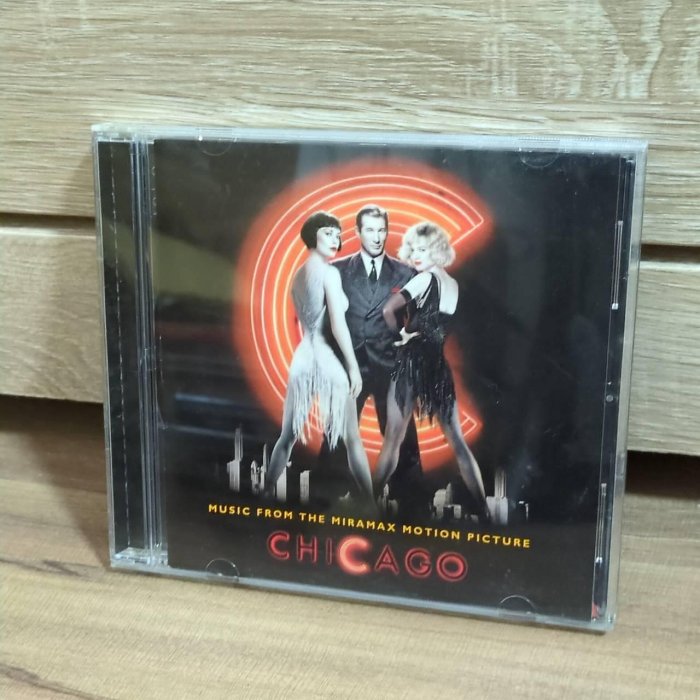 MUSIC FROM THE MIRAMAX MOTION PICTURE
CHICAGO